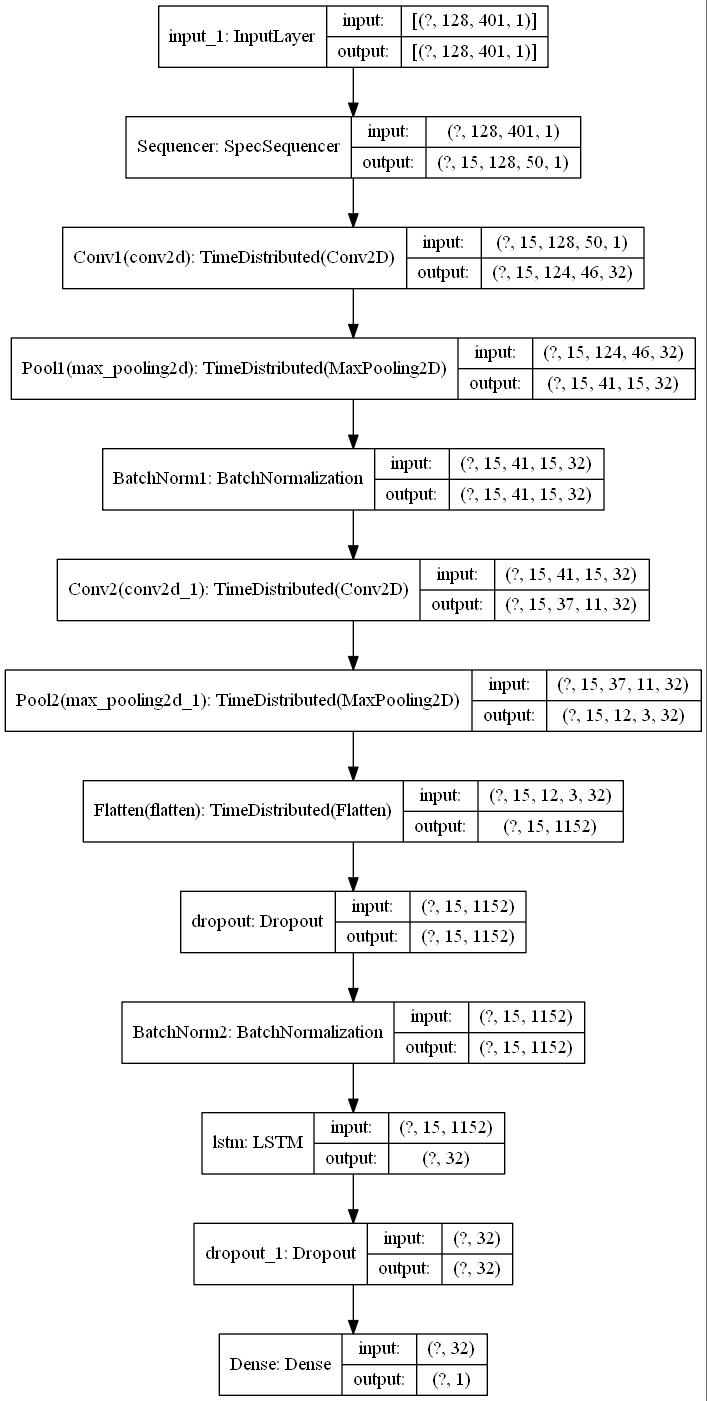 input_1: InputLayer
input: [(?, 128, 401, 1)]
output: [(?, 128, 401, 1)]
Sequencer: SpecSequencer
input: (?, 128, 401, 1)
output: (?, 15, 128, 50, 1)
Conv1(conv2d): TimeDistributed(Conv2D)
input: (?, 15, 128, 50, 1)
output: (?, 15, 124, 46, 32)
Pool1(max_pooling2d): TimeDistributed(MaxPooling2D)
input: (?, 15, 124, 46, 32)
output: (?, 15, 41, 15, 32)
BatchNorm1: BatchNormalization
input: (?, 15, 41, 15, 32)
output: (?, 15, 41, 15, 32)
Conv2(conv2d_1): TimeDistributed(Conv2D)
input: (?, 15, 41, 15, 32)
output: (?, 15, 37, 11, 32)
Pool2(max_pooling2d_1): TimeDistributed(MaxPooling2D)
input: (?, 15, 37, 11, 32)
output: (?, 15, 12, 3, 32)
Flatten(flatten): TimeDistributed(Flatten)
input: (?, 15, 12, 3, 32)
output: (?, 15, 1152)
dropout: Dropout
input: (?, 15, 1152)
output: (?, 15, 1152)
BatchNorm2: BatchNormalization
input: (?, 15, 1152)
output: (?, 15, 1152)
lstm: LSTM
input: (?, 15, 1152)
output: (?, 32)
dropout_1: Dropout
input: (?, 32)
output: (?, 32)
Dense: Dense
input: (?, 32)
output: (?, 1)